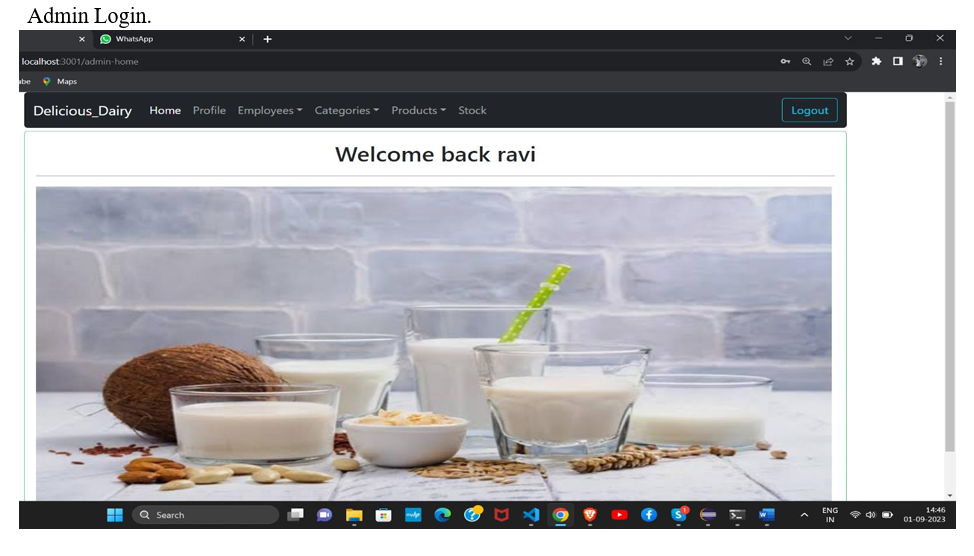 Admin Login.
WhatsApp
localhost:3001/admin-home
Maps
Delicious_Dairy Home Profile Employees Categories Products Stock Logout
Welcome back ravi
Search
ENG
IN
14:46
01-09-2023